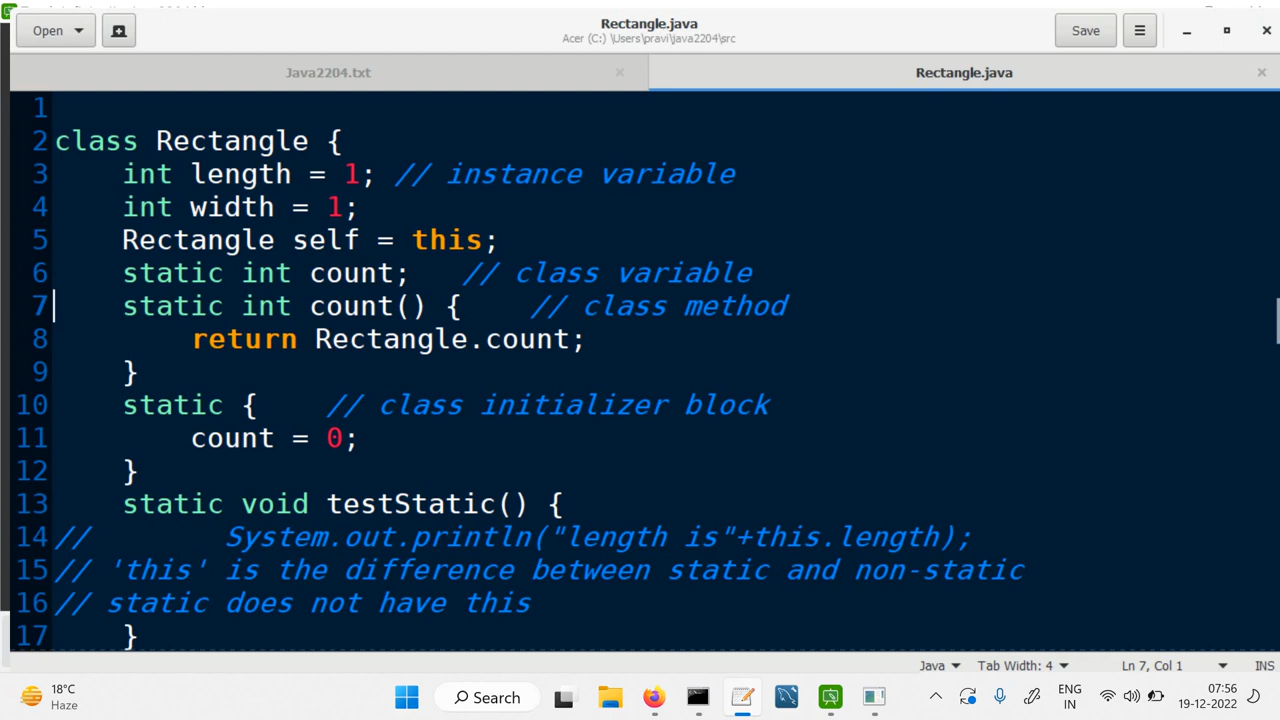 Rectangle.java
Open
Acer (C:) \Users\pravi\java2204\src
Save
Java2204.txt
Rectangle.java
1
2 class Rectangle {
3     int length = 1; // instance variable
4     int width = 1;
5     Rectangle self = this;
6     static int count;   // class variable
7     static int count() {    // class method
8         return Rectangle.count;
9     }
10     static {    // class initializer block
11         count = 0;
12     }
13     static void testStatic() {
14 //        System.out.println("length is"+this.length);
15 // 'this' is the difference between static and non-static
16 // static does not have this
17     }
Java Tab Width: 4 Ln 7, Col 1 INS
18°C
Haze
Search
ENG
IN
07:56
19-12-2022